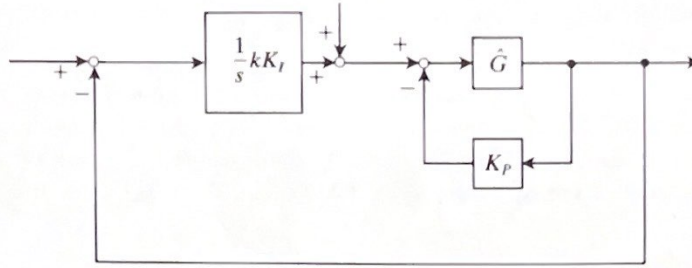 +
+
+
+
−
−
1/s kK_I
+
Ĝ
K_P